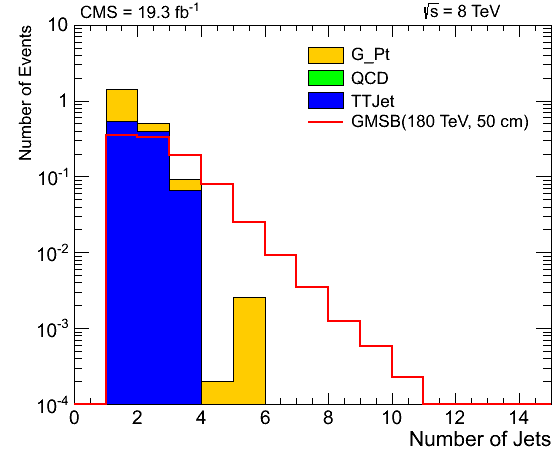 CMS = 19.3 fb⁻¹
√s = 8 TeV
Number of Events
10
1
10⁻¹
10⁻²
10⁻³
10⁻⁴
G_Pt
QCD
TTJet
GMSB(180 TeV, 50 cm)
0 2 4 6 8 10 12 14
Number of Jets